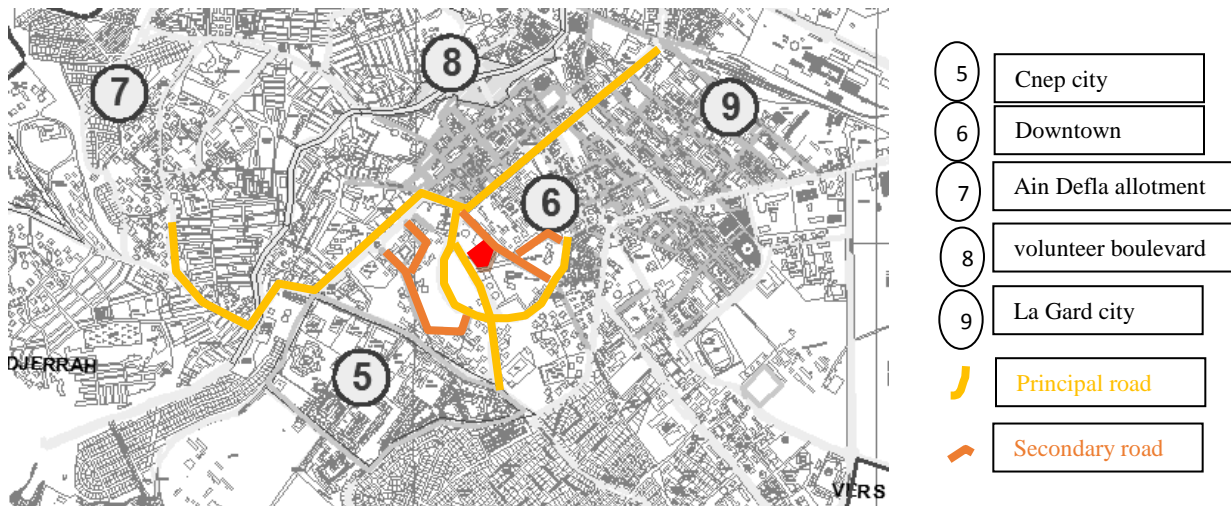 7
8
9
6
5
DJERRAH
VERS
5 Cnep city
6 Downtown
7 Ain Defla allotment
8 volunteer boulevard
9 La Gard city
Principal road
Secondary road